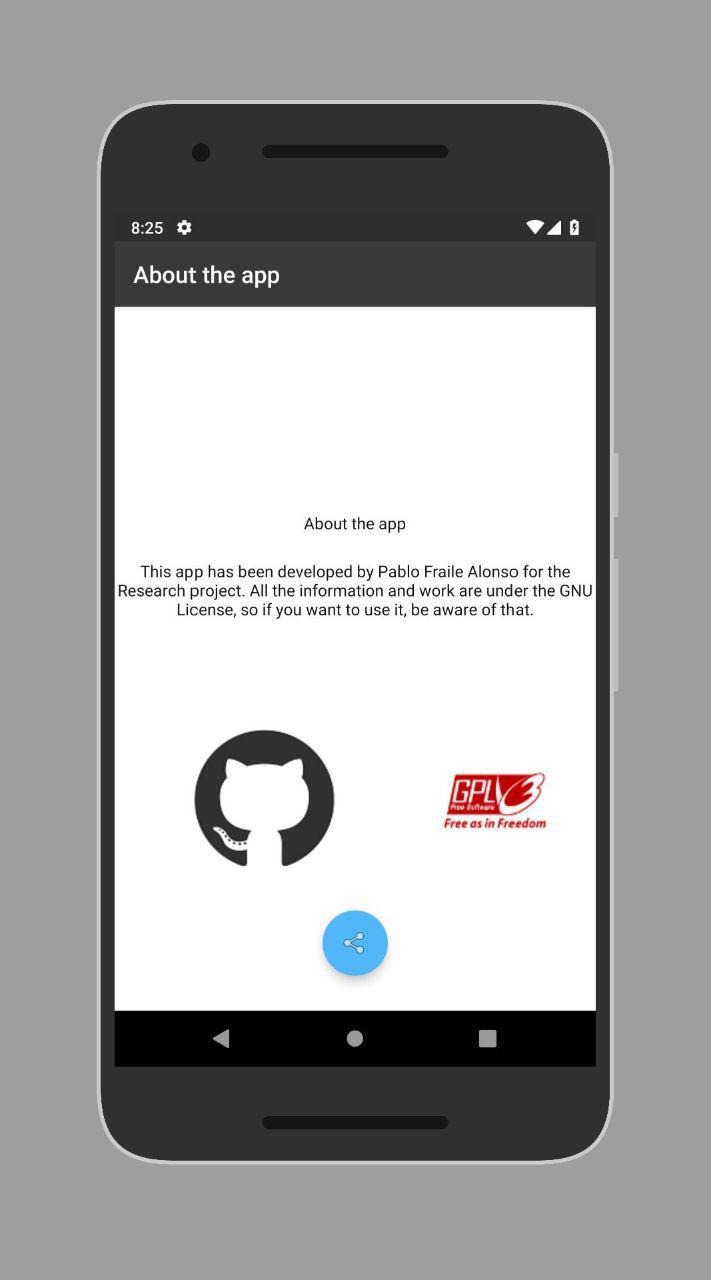 8:25
About the app
About the app
This app has been developed by Pablo Fraile Alonso for the
Research project. All the information and work are under the GNU
License, so if you want to use it, be aware of that.
GPLv3
Free Software
Free as in Freedom